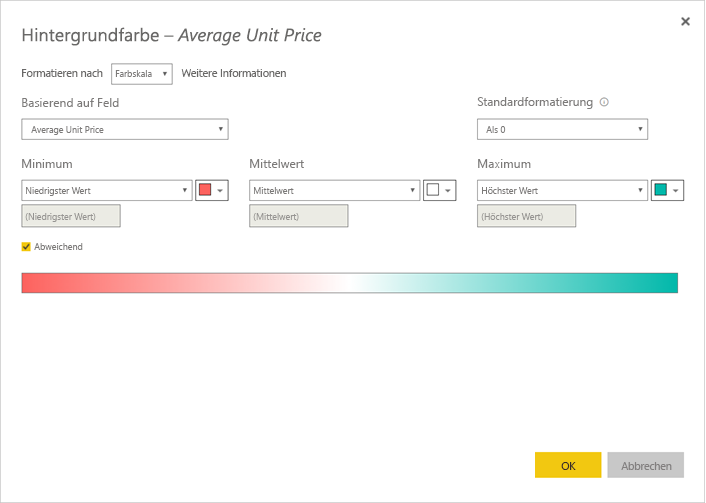 Hintergrundfarbe – Average Unit Price
Formatieren nach Farbskala Weitere Informationen
Basierend auf Feld Standardformatierung
Average Unit Price Als 0
Minimum Mittelwert Maximum
Niedrigster Wert Mittelwert Höchster Wert
(Niedrigster Wert) (Mittelwert) (Höchster Wert)
Abweichend
OK Abbrechen